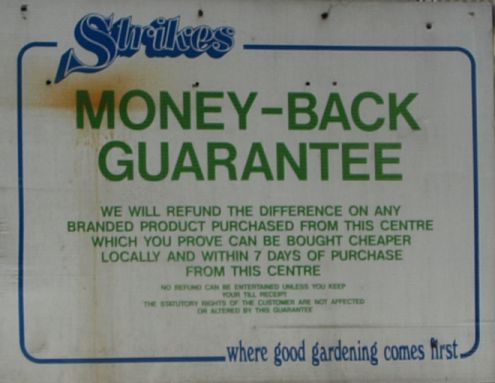 Strikes
MONEY-BACK
GUARANTEE
WE WILL REFUND THE DIFFERENCE ON ANY
BRANDED PRODUCT PURCHASED FROM THIS CENTRE
WHICH YOU PROVE CAN BE BOUGHT CHEAPER
LOCALLY AND WITHIN 7 DAYS OF PURCHASE
FROM THIS CENTRE
NO REFUND CAN BE ENTERTAINED UNLESS YOU KEEP
YOUR TILL RECEIPT
THE STATUTORY RIGHTS OF THE CUSTOMER ARE NOT AFFECTED
OR ALTERED BY THIS GUARANTEE
where good gardening comes first